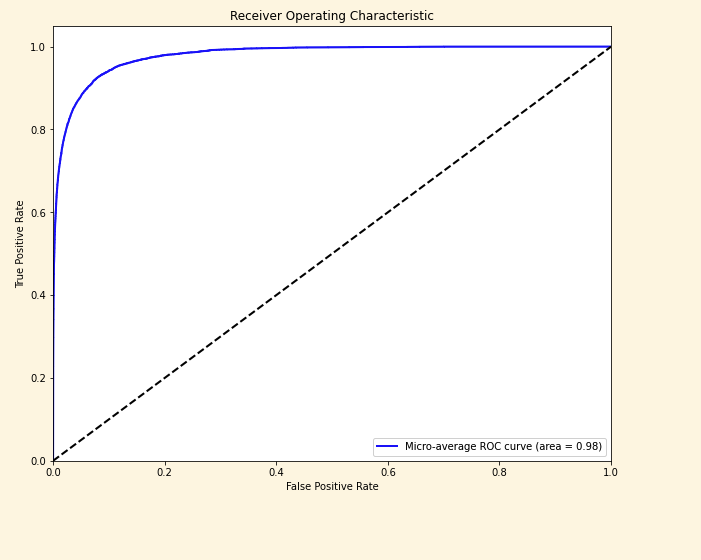 Receiver Operating Characteristic
1.0
0.8
0.6
0.4
0.2
0.0
True Positive Rate
Micro-average ROC curve (area = 0.98)
0.0 0.2 0.4 0.6 0.8 1.0
False Positive Rate